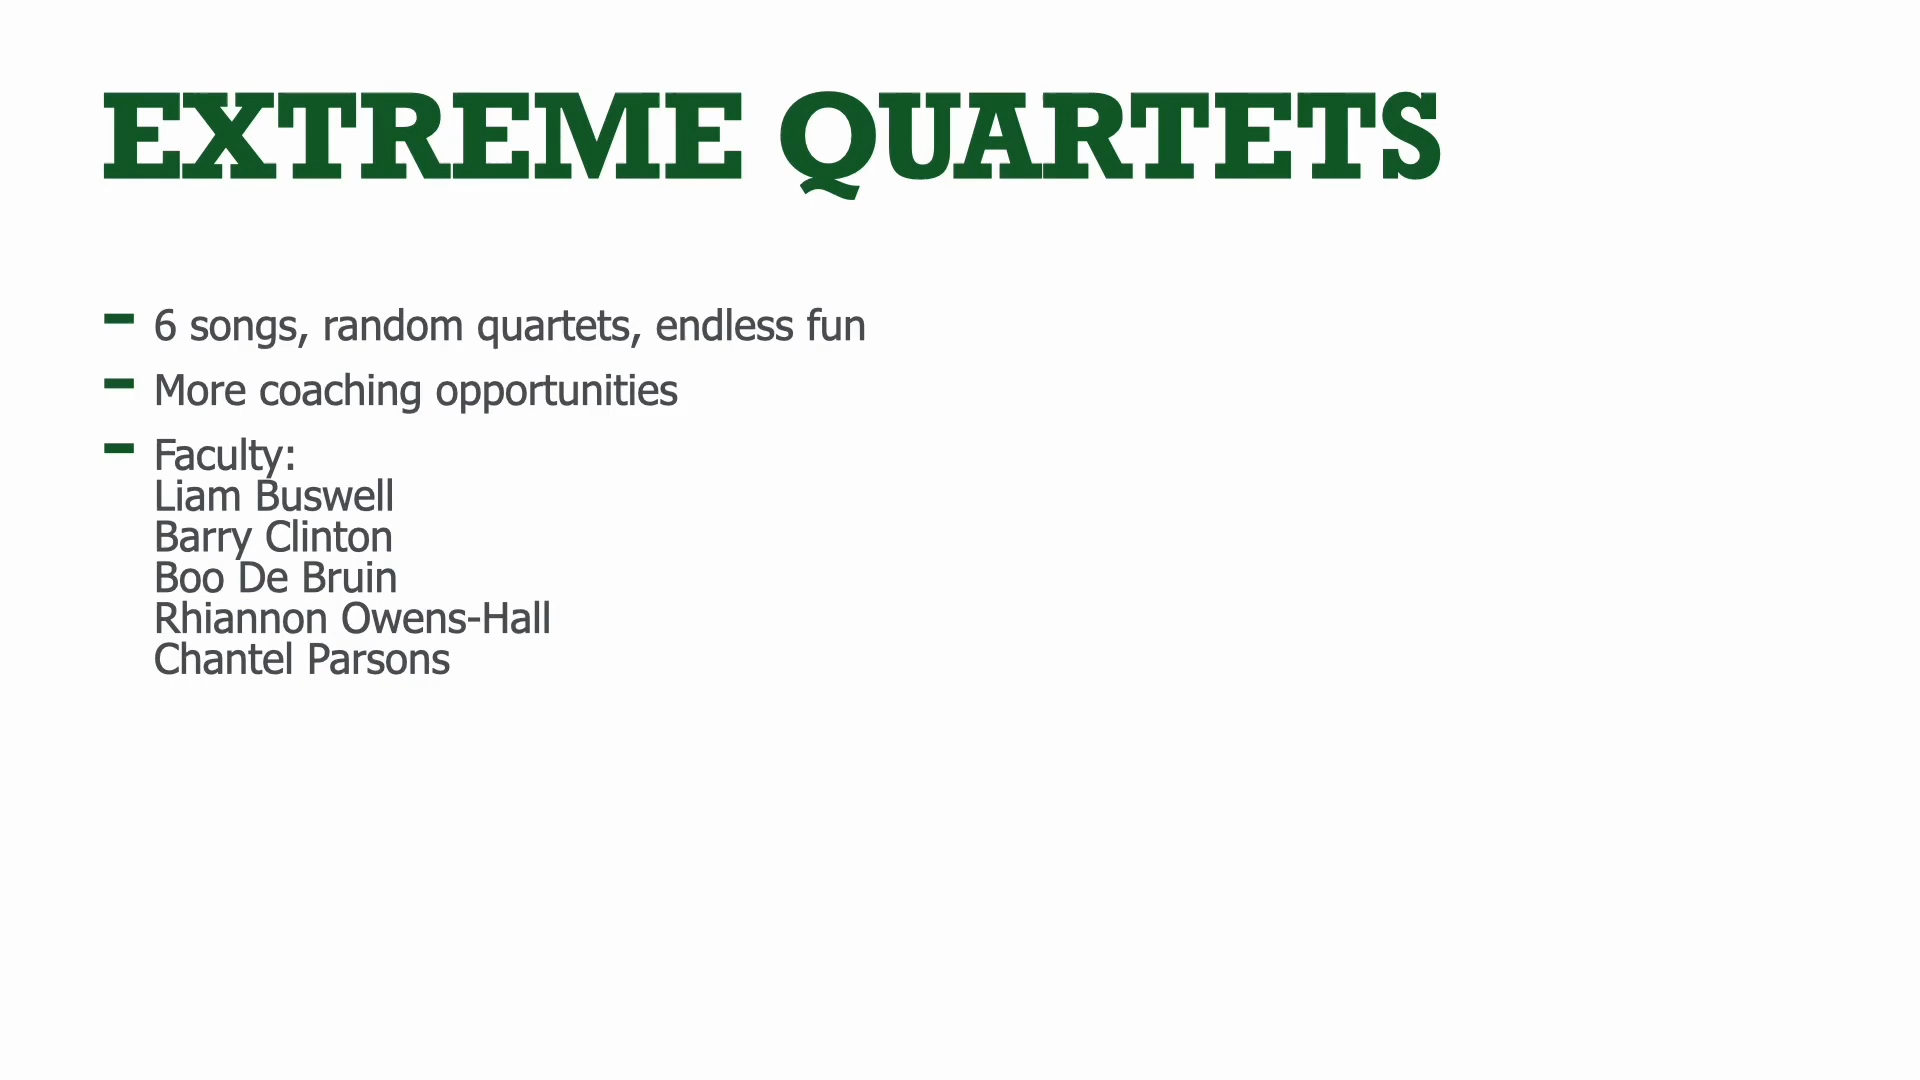 EXTREME QUARTETS
- 6 songs, random quartets, endless fun
- More coaching opportunities
- Faculty:
Liam Buswell
Barry Clinton
Boo De Bruin
Rhiannon Owens-Hall
Chantel Parsons